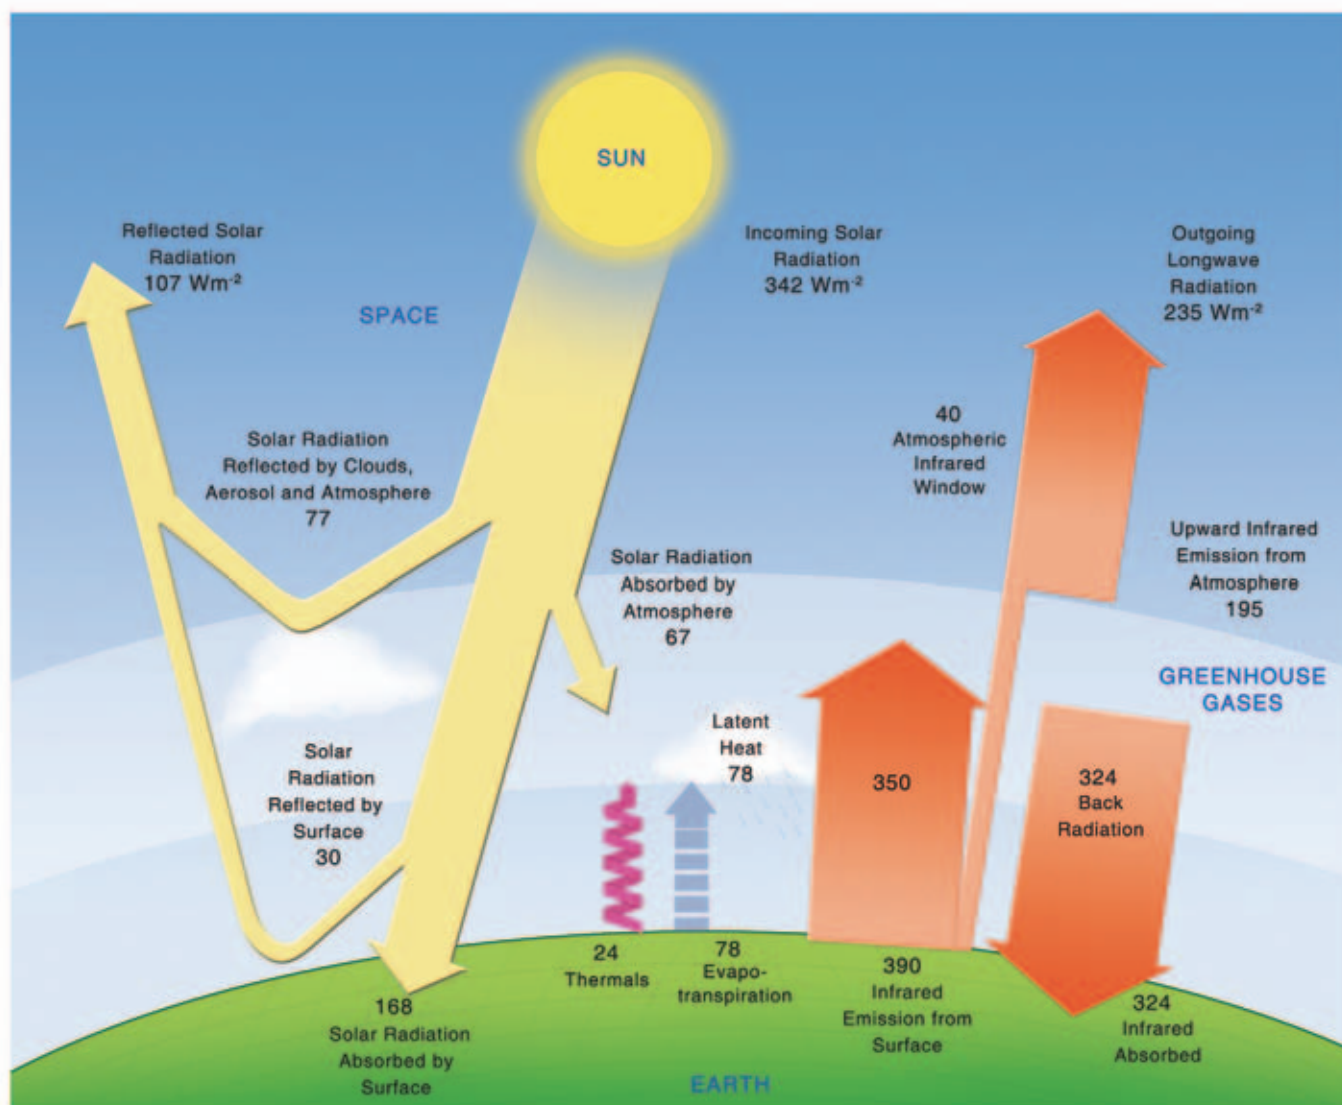 SUN
Reflected Solar
Radiation
107 Wm⁻²
Incoming Solar
Radiation
342 Wm⁻²
Outgoing
Longwave
Radiation
235 Wm⁻²
SPACE
40
Atmospheric
Infrared
Window
Solar Radiation
Reflected by Clouds,
Aerosol and Atmosphere
77
Solar Radiation
Absorbed by
Atmosphere
67
Upward Infrared
Emission from
Atmosphere
195
GREENHOUSE
GASES
Latent
Heat
78
Solar
Radiation
Reflected by
Surface
30
350
324
Back
Radiation
168
Solar Radiation
Absorbed by
Surface
24
Thermals
78
Evapo-
transpiration
390
Infrared
Emission from
Surface
324
Infrared
Absorbed
EARTH